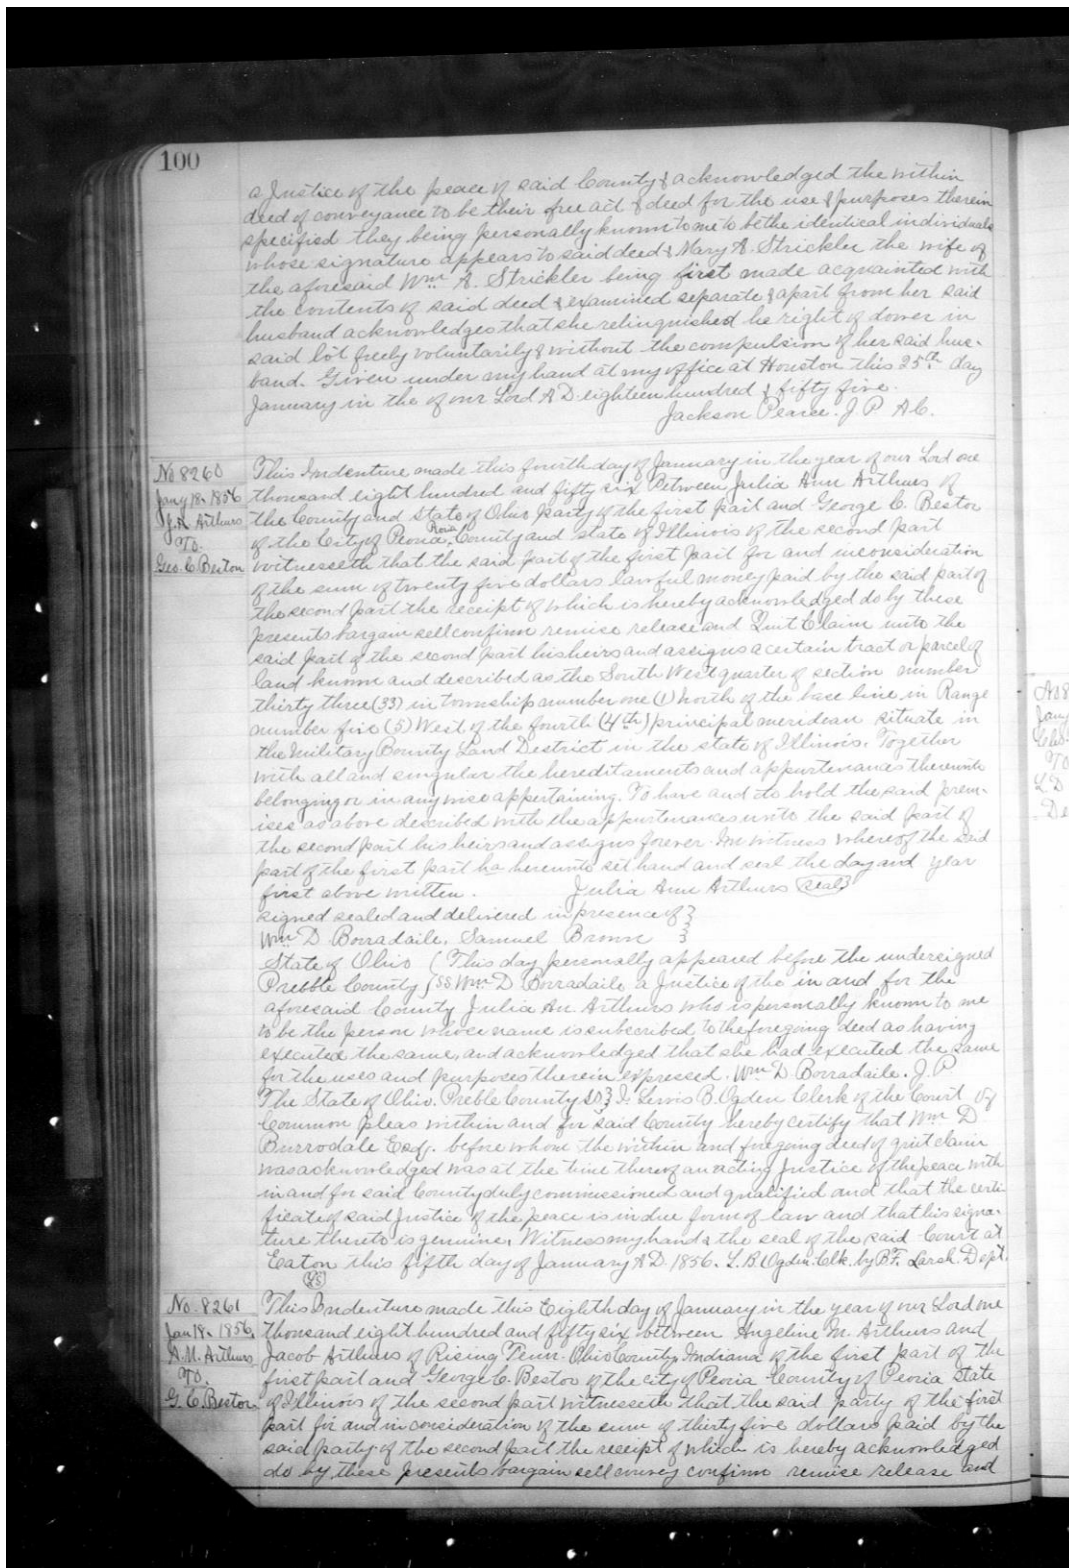 100
a Justice of the peace of said County & acknowledged the within
deed of conveyance to be their free act & deed for the use & purposes therein
specified they being personally known to me to be the identical individuals
whose signature appears to said deed & Mary A. Strickler the wife of
the aforesaid Wm. A. Strickler being first made acquainted with
the contents of said deed & examined separate & apart from her said
husband acknowledges that she relinquished he right of dower in
said lot freely voluntarily & without the compulsion of her said hus-
band. Given under my hand at my office at Houston this 25th day
January in the of our Lord A D. eighteen hundred & fifty five.
Jackson Pearce. J. P. A. C.
No 8260
Jany 18. 1856
J. A. Arthurs
To
Geo. C. Bestor
This Indenture made this fourth day of January in the year of our Lord one
thousand eight hundred and fifty six Between Julia Ann Arthurs of
the County and State of Ohio party of the first part and George C. Bestor
of the City of Peoria Peoria County and State of Illinois of the second part
witnesseth that the said part of the first part for and in consideration
of the sum of twenty five dollars lawful money paid by the said part of
the second part the receipt of which is hereby acknowledged do by these
presents bargain sell confirm remise release and Quit Claim unto the
said part of the second part his heirs and assigns a certain tract or parcel of
land known and described as the South West quarter of section number
thirty three (33) in township number one (1) north of the base line in Range
number five (5) West of the fourth (4th) principal meridean situate in
the Military Bounty Land District in the state of Illinois. Together
with all and singular the hereditaments and appurtenances thereunto
belonging or in any wise appertaining. To have and to hold the said prem-
ises as above described with the appurtenances unto the said part of
the second part his heirs and assigns forever. In witness whereof the said
part of the first part ha hereunto set hand and seal the day and year
first above written. Julia Ann Arthurs (seal)
signed sealed and delivered in presence of }
Wm D Borradaile. Samuel Brown }
State of Ohio ( This day personally appeared before the undersigned
Prebble County ) ss Wm D Borradaile a Justice of the in and for the
aforesaid County Julia An Arthurs who is personally known to me
to be the person whose name is subscribed to the foregoing deed as having
executed the same, and acknowledged that she had executed the same
for the uses and purposes therein expressed. Wm D Borradaile. J P
The State of Ohio. Preble County ss } I. Lewis B. Ogden Clerk of the Court of
Common pleas within and for said County hereby certify that Wm D
Burrodale Esq. before whom the within and foregoing deed of quit claim
was acknowledged was at the time thereof an acting Justice of the peace with
in and for said County duly commissioned and qualified and that the certi
ficate of said Justice of the peace is in due form of law and that his signa-
ture thereto is genuine. Witness my hand & the seal of the said Court at
Eaton this fifth day of January A D. 1856. L. B. Ogden. Clk. by B. F. Larsh. Dept.
(LS)
No. 8261
Jan 18. 1856
A. M. Arthurs
To
G. C. Bestor
This Indenture made this Eighth day of January in the year of our Lord one
thousand eight hundred and fifty six between Angeline M. Arthurs and
Jacob Arthurs of Rising Ohio County Indiana of the first part of the
first part and George C. Bestor of the city of Peoria County of Peoria State
of Illinois of the second part witnesseth that the said party of the first
part for and in consideration of the sum of thirty five dollars paid by the
said party of the second part the receipt of which is hereby acknowledged
do by these presents bargain sell convey confirm remise release and